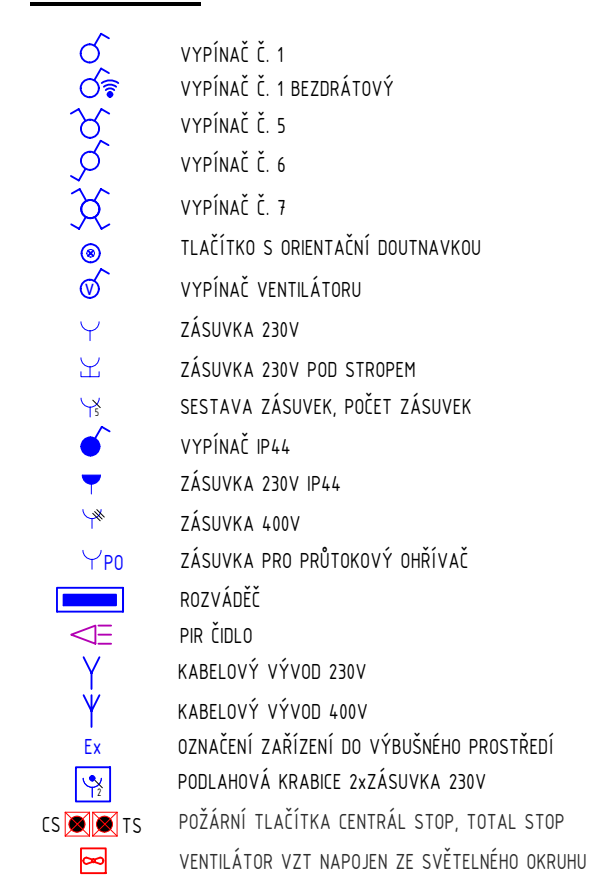 VYPÍNAČ Č. 1
VYPÍNAČ Č. 1 BEZDRÁTOVÝ
VYPÍNAČ Č. 5
VYPÍNAČ Č. 6
VYPÍNAČ Č. 7
TLAČÍTKO S ORIENTAČNÍ DOUTNAVKOU
V VYPÍNAČ VENTILÁTORU
ZÁSUVKA 230V
ZÁSUVKA 230V POD STROPEM
5 SESTAVA ZÁSUVEK, POČET ZÁSUVEK
VYPÍNAČ IP44
ZÁSUVKA 230V IP44
ZÁSUVKA 400V
PO ZÁSUVKA PRO PRŮTOKOVÝ OHŘÍVAČ
ROZVÁDĚČ
PIR ČIDLO
KABELOVÝ VÝVOD 230V
KABELOVÝ VÝVOD 400V
Ex OZNAČENÍ ZAŘÍZENÍ DO VÝBUŠNÉHO PROSTŘEDÍ
2 PODLAHOVÁ KRABICE 2xZÁSUVKA 230V
CS TS POŽÁRNÍ TLAČÍTKA CENTRÁL STOP, TOTAL STOP
VENTILÁTOR VZT NAPOJEN ZE SVĚTELNÉHO OKRUHU